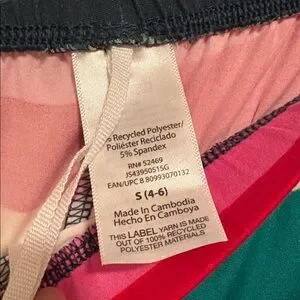 Recycled Polyester/
Poliéster Reciclado
5% Spandex
RN# 52469
JS43950515G
EAN/UPC 8 80993070132
S (4-6)
Made In Cambodia
Hecho En Camboya
THIS LABEL YARN IS MADE
OUT OF 100% RECYCLED
POLYESTER MATERIALS